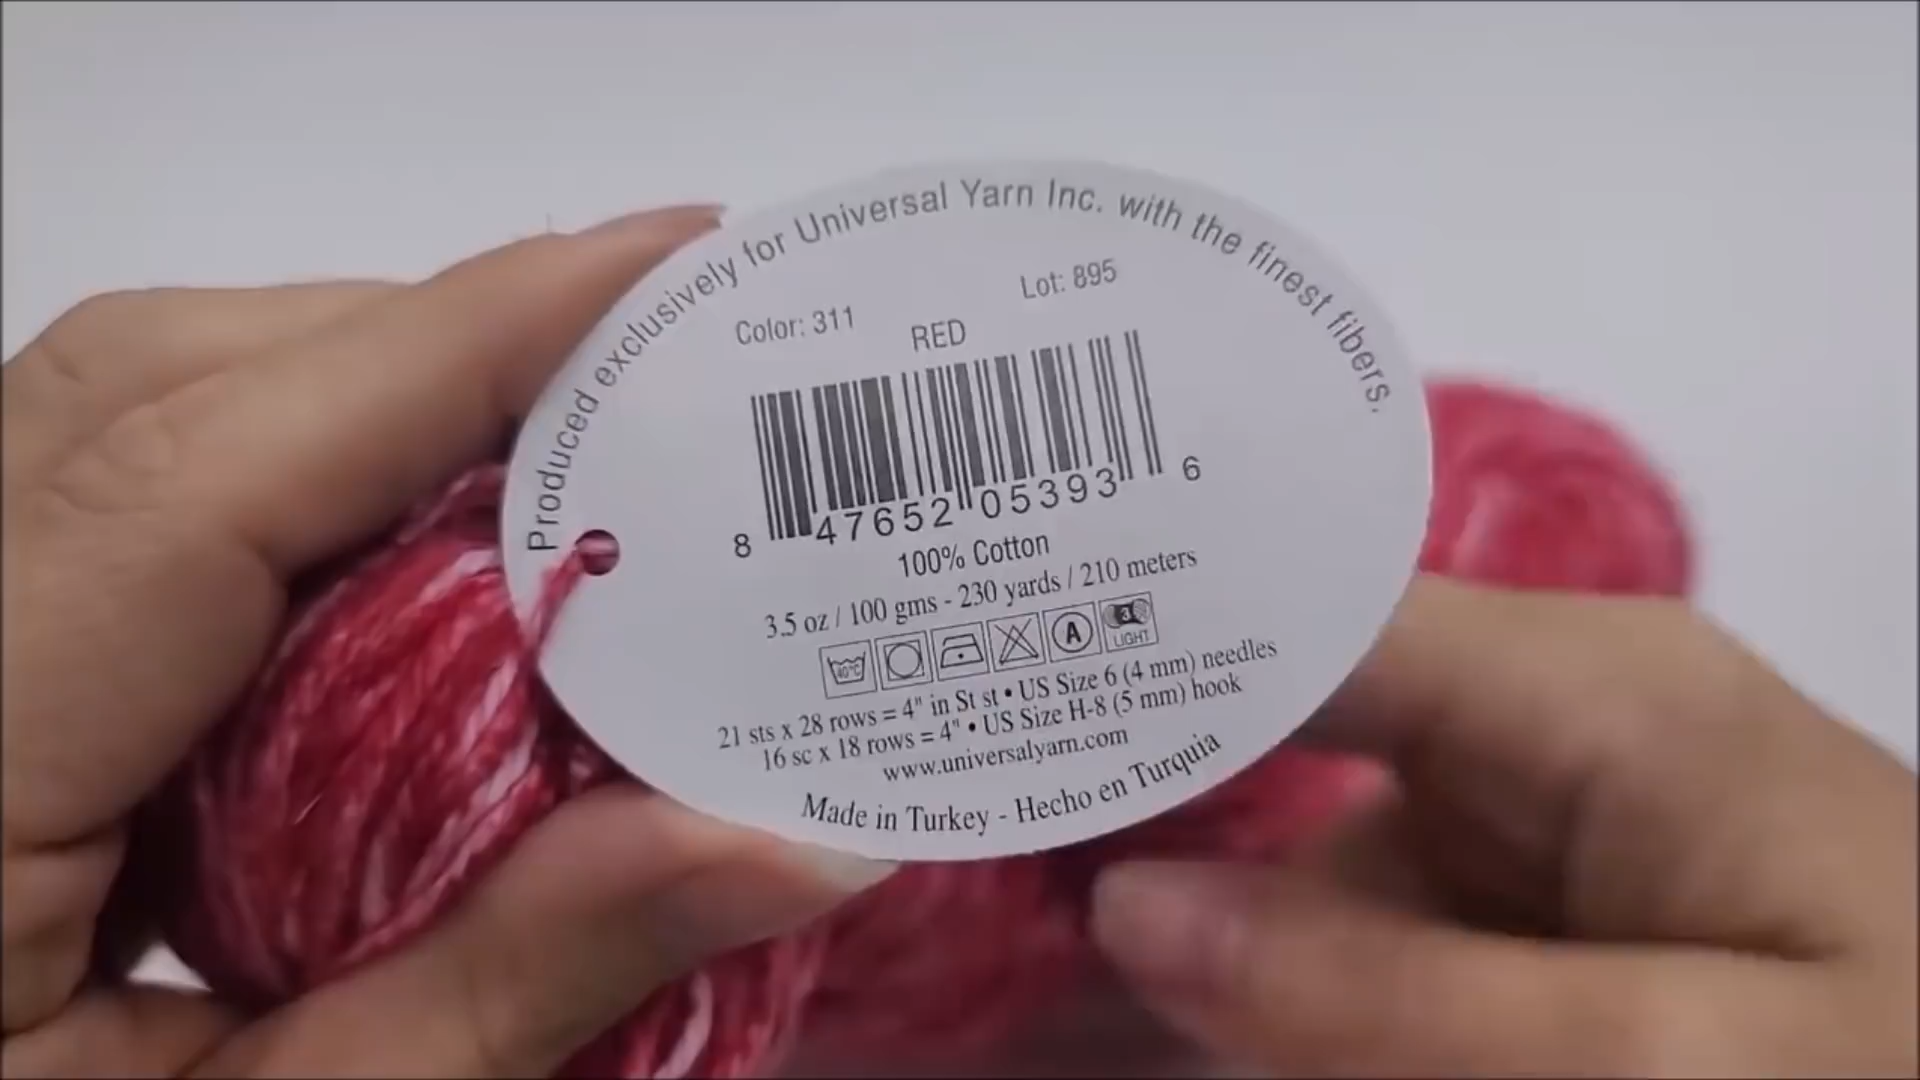 Produced exclusively for Universal Yarn Inc. with the finest fibers.
Color: 311
Lot: 895
RED
8 47652 05393 6
100% Cotton
3.5 oz / 100 gms - 230 yards / 210 meters
40°C
A
3
LIGHT
21 sts x 28 rows = 4" in St st • US Size 6 (4 mm) needles
16 sc x 18 rows = 4" • US Size H-8 (5 mm) hook
www.universalyarn.com
Made in Turkey - Hecho en Turquia